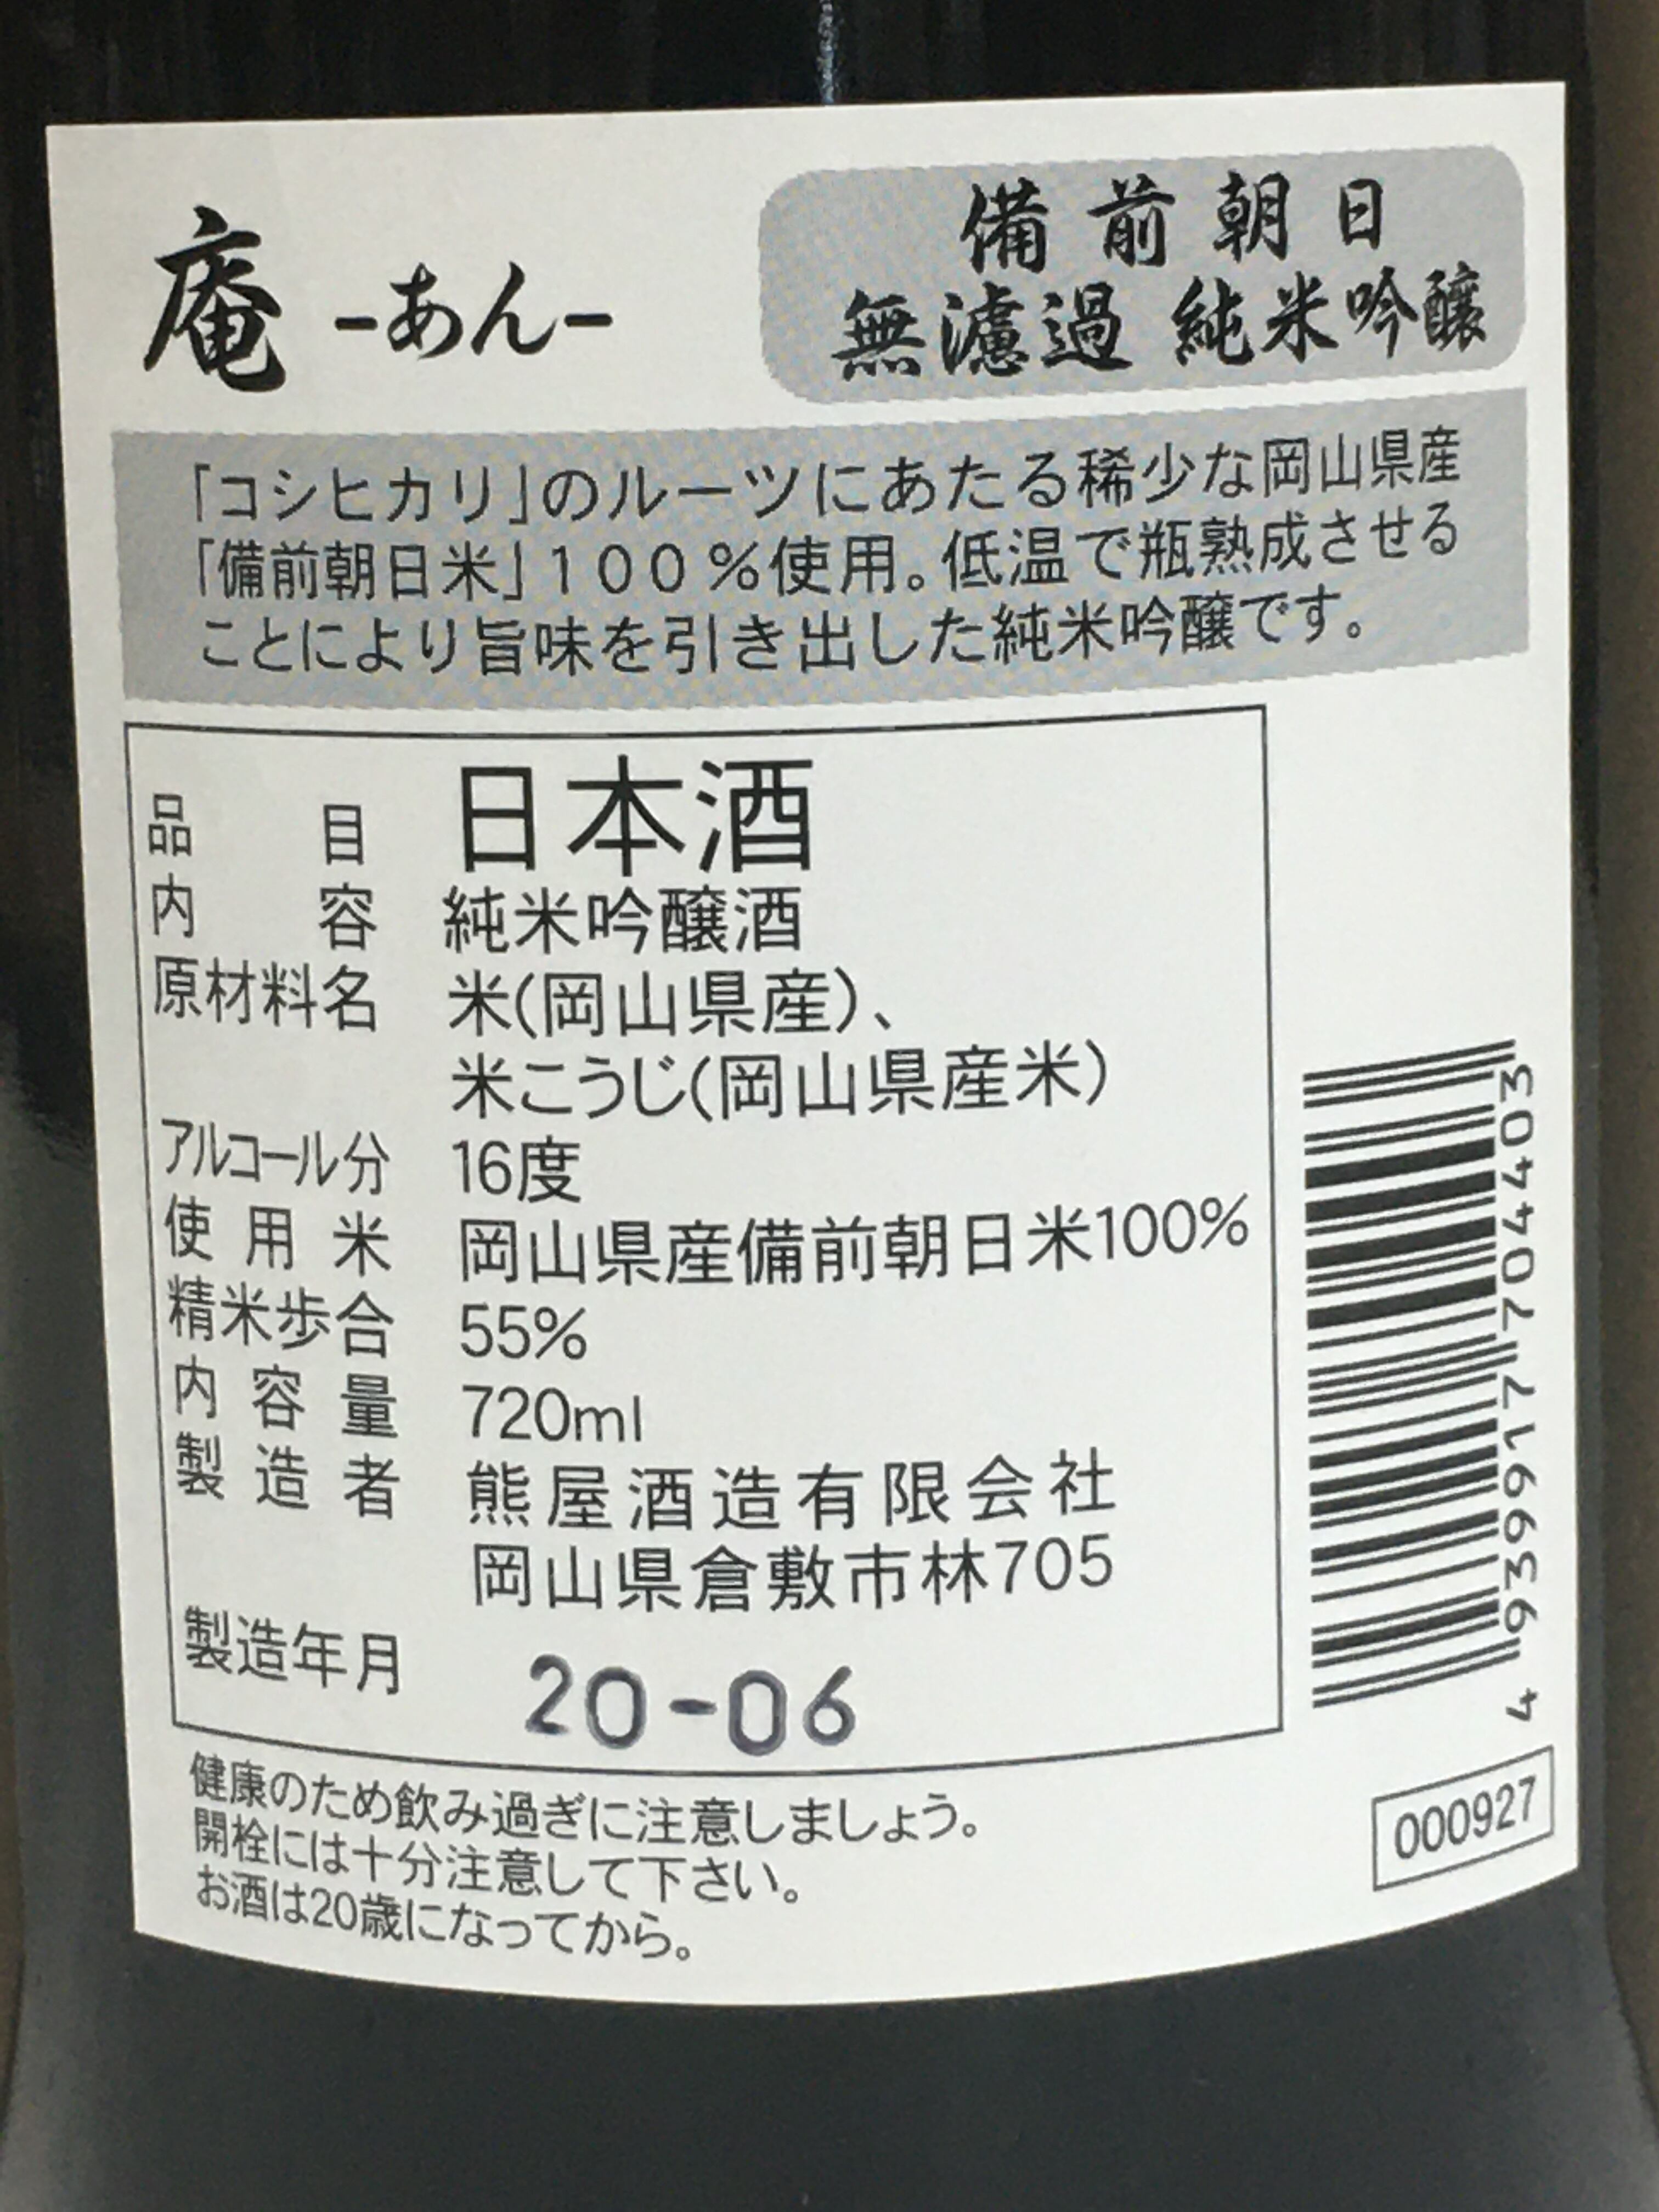 庵 -あん-
備前朝日
無濾過 純米吟醸
「コシヒカリ」のルーツにあたる稀少な岡山県産
「備前朝日米」100%使用。低温で瓶熟成させる
ことにより旨味を引き出した純米吟醸です。
品目 日本酒
内容 純米吟醸酒
原材料名 米(岡山県産)、
米こうじ(岡山県産米)
アルコール分 16度
使用米 岡山県産備前朝日米100%
精米歩合 55%
内容量 720ml
製造者 熊屋酒造有限会社
岡山県倉敷市林705
製造年月 20-06
健康のため飲み過ぎに注意しましょう。
開栓には十分注意して下さい。
お酒は20歳になってから。
3044072716936 4
000927